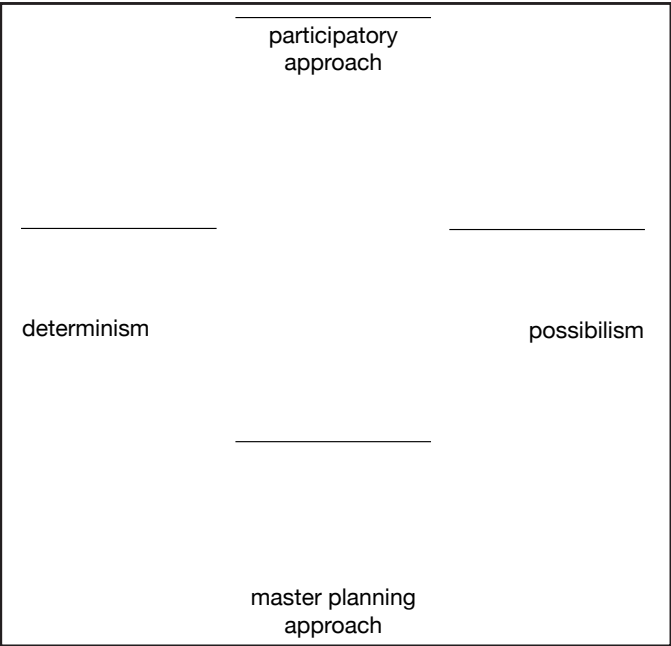 participatory
approach
determinism
possibilism
master planning
approach